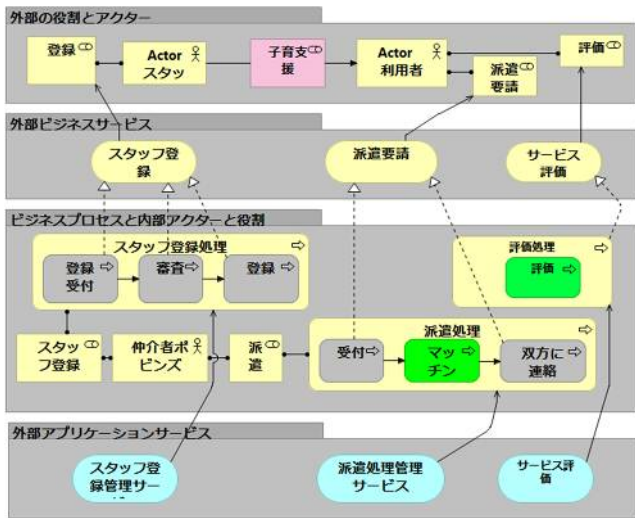 外部の役割とアクター
登録
Actor
スタッ
子育支
援
Actor
利用者
派遣
要請
評価
外部ビジネスサービス
スタッフ登
録
派遣要請
サービス
評価
ビジネスプロセスと内部アクターと役割
スタッフ登録処理
登録
受付
審査
登録
評価処理
評価
スタッ
フ登録
仲介者ポ
ビンズ
派
遣
派遣処理
受付
マッ
チン
双方に
連絡
外部アプリケーションサービス
スタッフ登
録管理サー
派遣処理管理
サービス
サービス評
価